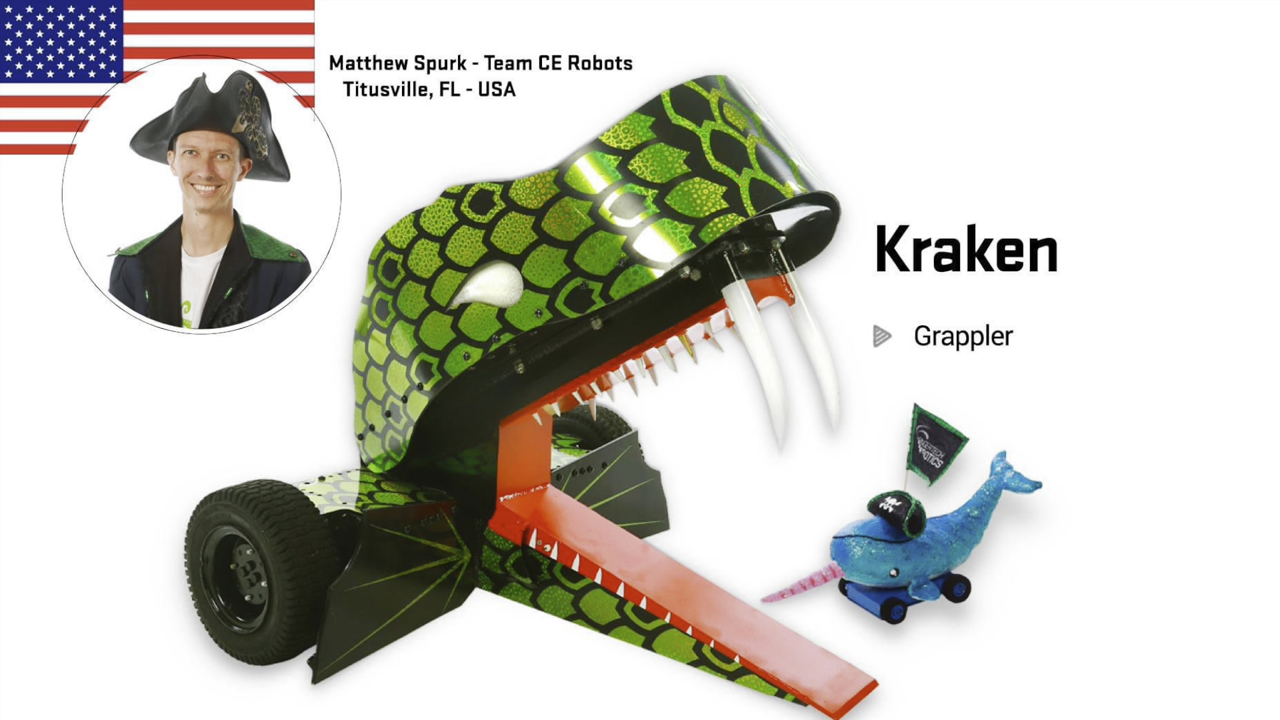 Matthew Spurk - Team CE Robots
Titusville, FL - USA
Kraken
Grappler